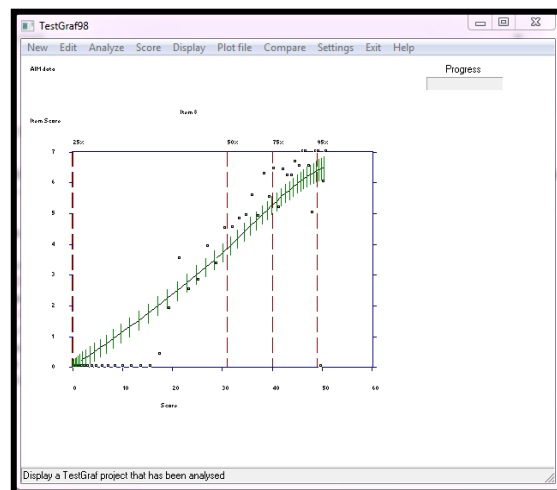 TestGraf98
New Edit Analyze Score Display Plot file Compare Settings Exit Help
AIM data
Progress
Item 8
Item Score
25% 50% 75% 95%
7
6
5
4
3
2
1
0
0 10 20 30 40 50 60
Score
Display a TestGraf project that has been analysed